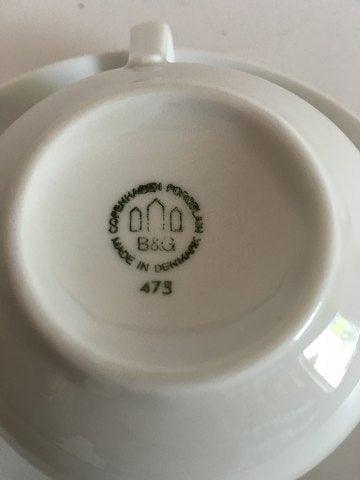 COPENHAGEN PORCELAIN
B&G
MADE IN DENMARK
473